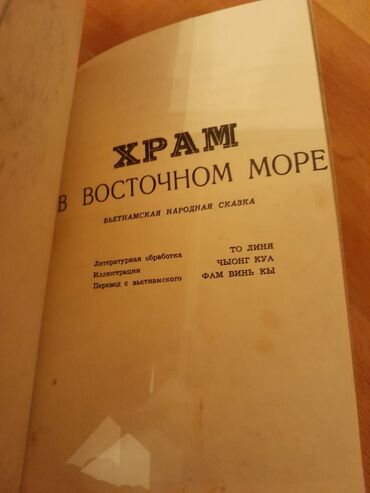 ХРАМ
В ВОСТОЧНОМ МОРЕ
ВЬЕТНАМСКАЯ НАРОДНАЯ СКАЗКА
Литературная обработка ТО ЛИНЯ
Иллюстрации ЧЫОНГ КУА
Перевод с вьетнамского ФАМ ВИНЬ КЫ